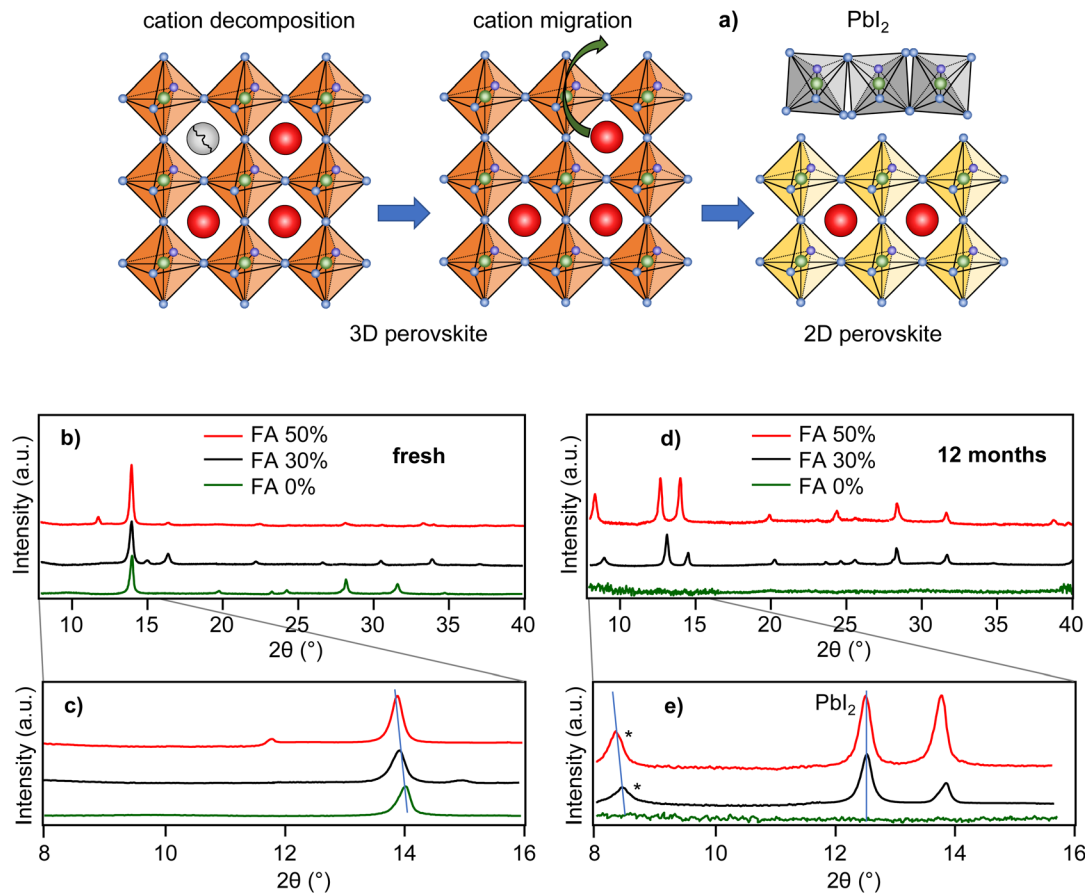 cation decomposition
cation migration
a)
PbI2
3D perovskite
2D perovskite
b)
FA 50%
FA 30%
FA 0%
fresh
Intensity (a.u.)
10 15 20 25 30 35 40
2θ (°)
d)
FA 50%
FA 30%
FA 0%
12 months
Intensity (a.u.)
10 15 20 25 30 35 40
2θ (°)
c)
Intensity (a.u.)
8 10 12 14 16
2θ (°)
e)
PbI2
*
*
Intensity (a.u.)
8 10 12 14 16
2θ (°)